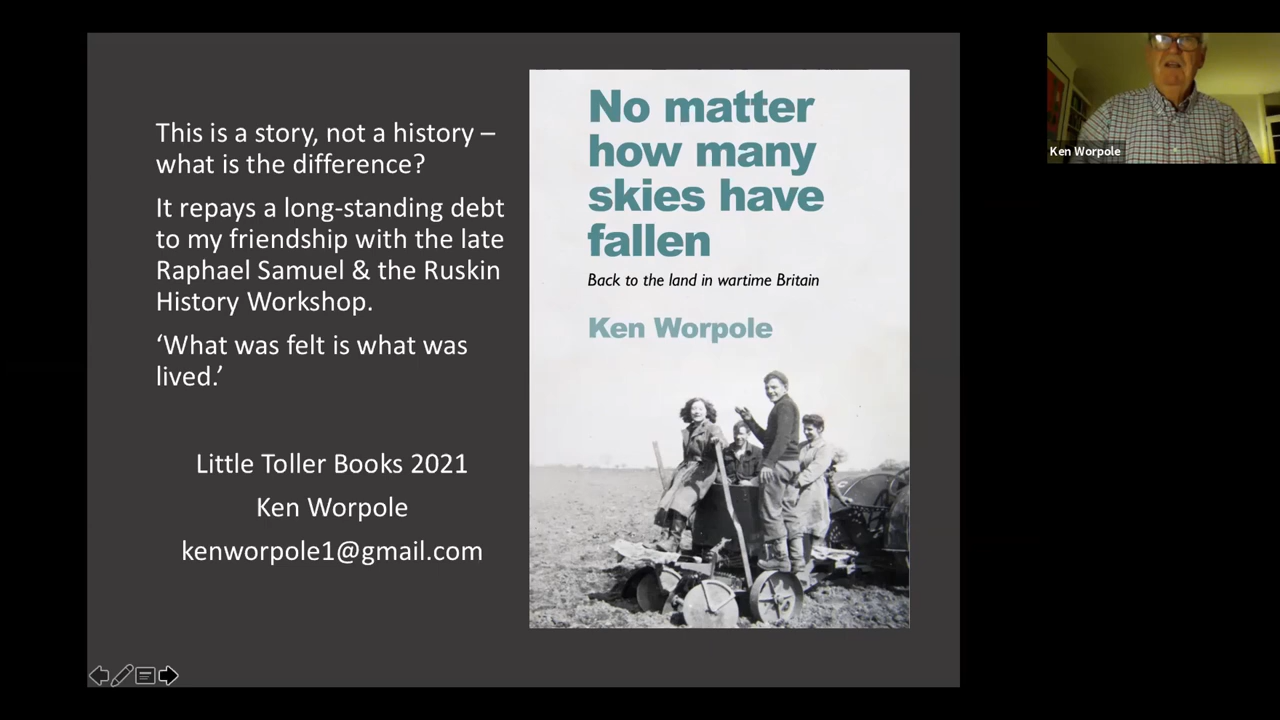 This is a story, not a history –
what is the difference?
It repays a long-standing debt
to my friendship with the late
Raphael Samuel & the Ruskin
History Workshop.
‘What was felt is what was
lived.’
Little Toller Books 2021
Ken Worpole
kenworpole1@gmail.com
No matter
how many
skies have
fallen
Back to the land in wartime Britain
Ken Worpole
Ken Worpole